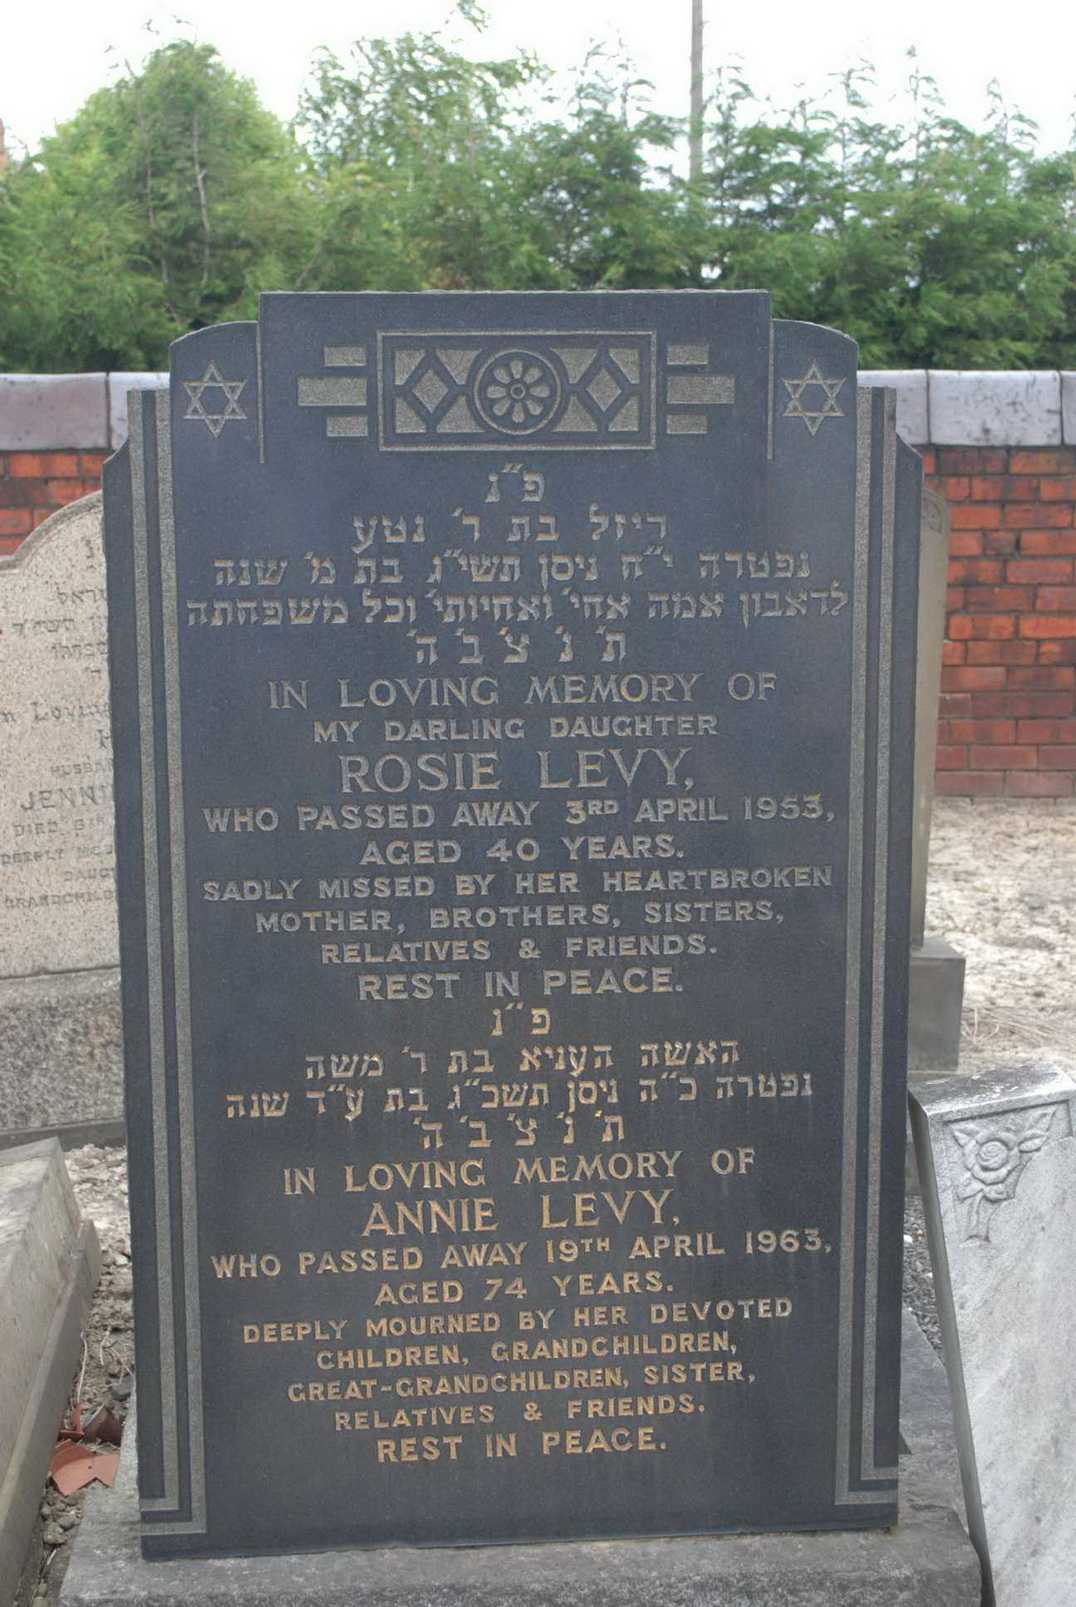 פ"נ
ריזל בת ר' נטע
נפטרה י"ח ניסן תשי"ג בת מ' שנה
לדאבון אמה אחי' ואחיותי' וכל משפחתה
ת' נ' צ' ב' ה'
IN LOVING MEMORY OF
MY DARLING DAUGHTER
ROSIE LEVY,
WHO PASSED AWAY 3RD APRIL 1953,
AGED 40 YEARS.
SADLY MISSED BY HER HEARTBROKEN
MOTHER, BROTHERS, SISTERS,
RELATIVES & FRIENDS.
REST IN PEACE.
פ"נ
האשה העניא בת ר' משה
נפטרה כ"ה ניסן תשכ"ג בת ע"ד שנה
ת' נ' צ' ב' ה'
IN LOVING MEMORY OF
ANNIE LEVY,
WHO PASSED AWAY 19TH APRIL 1963,
AGED 74 YEARS.
DEEPLY MOURNED BY HER DEVOTED
CHILDREN, GRANDCHILDREN,
GREAT-GRANDCHILDREN, SISTER,
RELATIVES & FRIENDS.
REST IN PEACE.